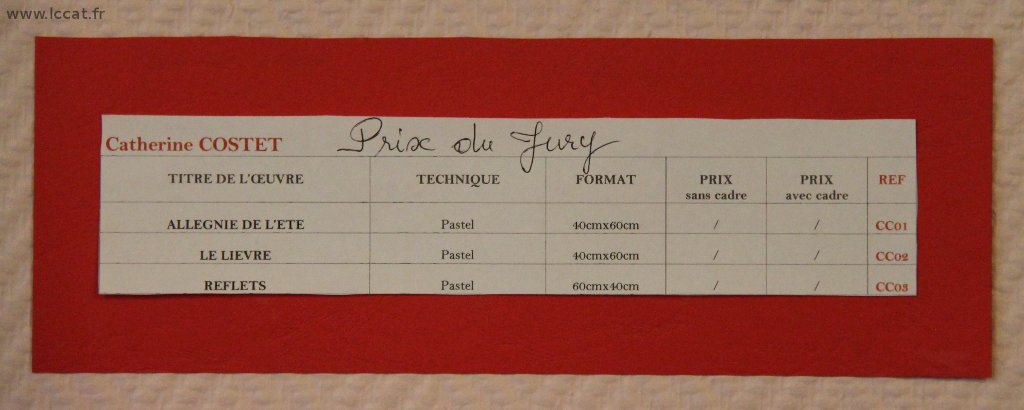 www.lccat.fr
Catherine COSTET Prix du Jury
TITRE DE L'ŒUVRE TECHNIQUE FORMAT PRIX sans cadre PRIX avec cadre REF
ALLEGNIE DE L'ETE Pastel 40cmx60cm / / CC01
LE LIEVRE Pastel 40cmx60cm / / CC02
REFLETS Pastel 60cmx40cm / / CC03